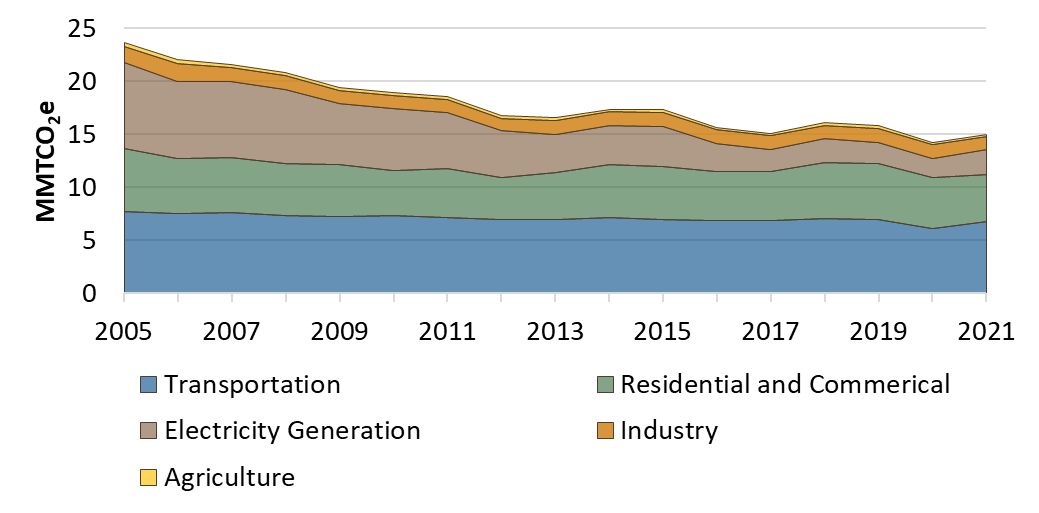 25
20
15
10
5
0
MMTCO₂e
2005 2007 2009 2011 2013 2015 2017 2019 2021
Transportation
Residential and Commerical
Electricity Generation
Industry
Agriculture